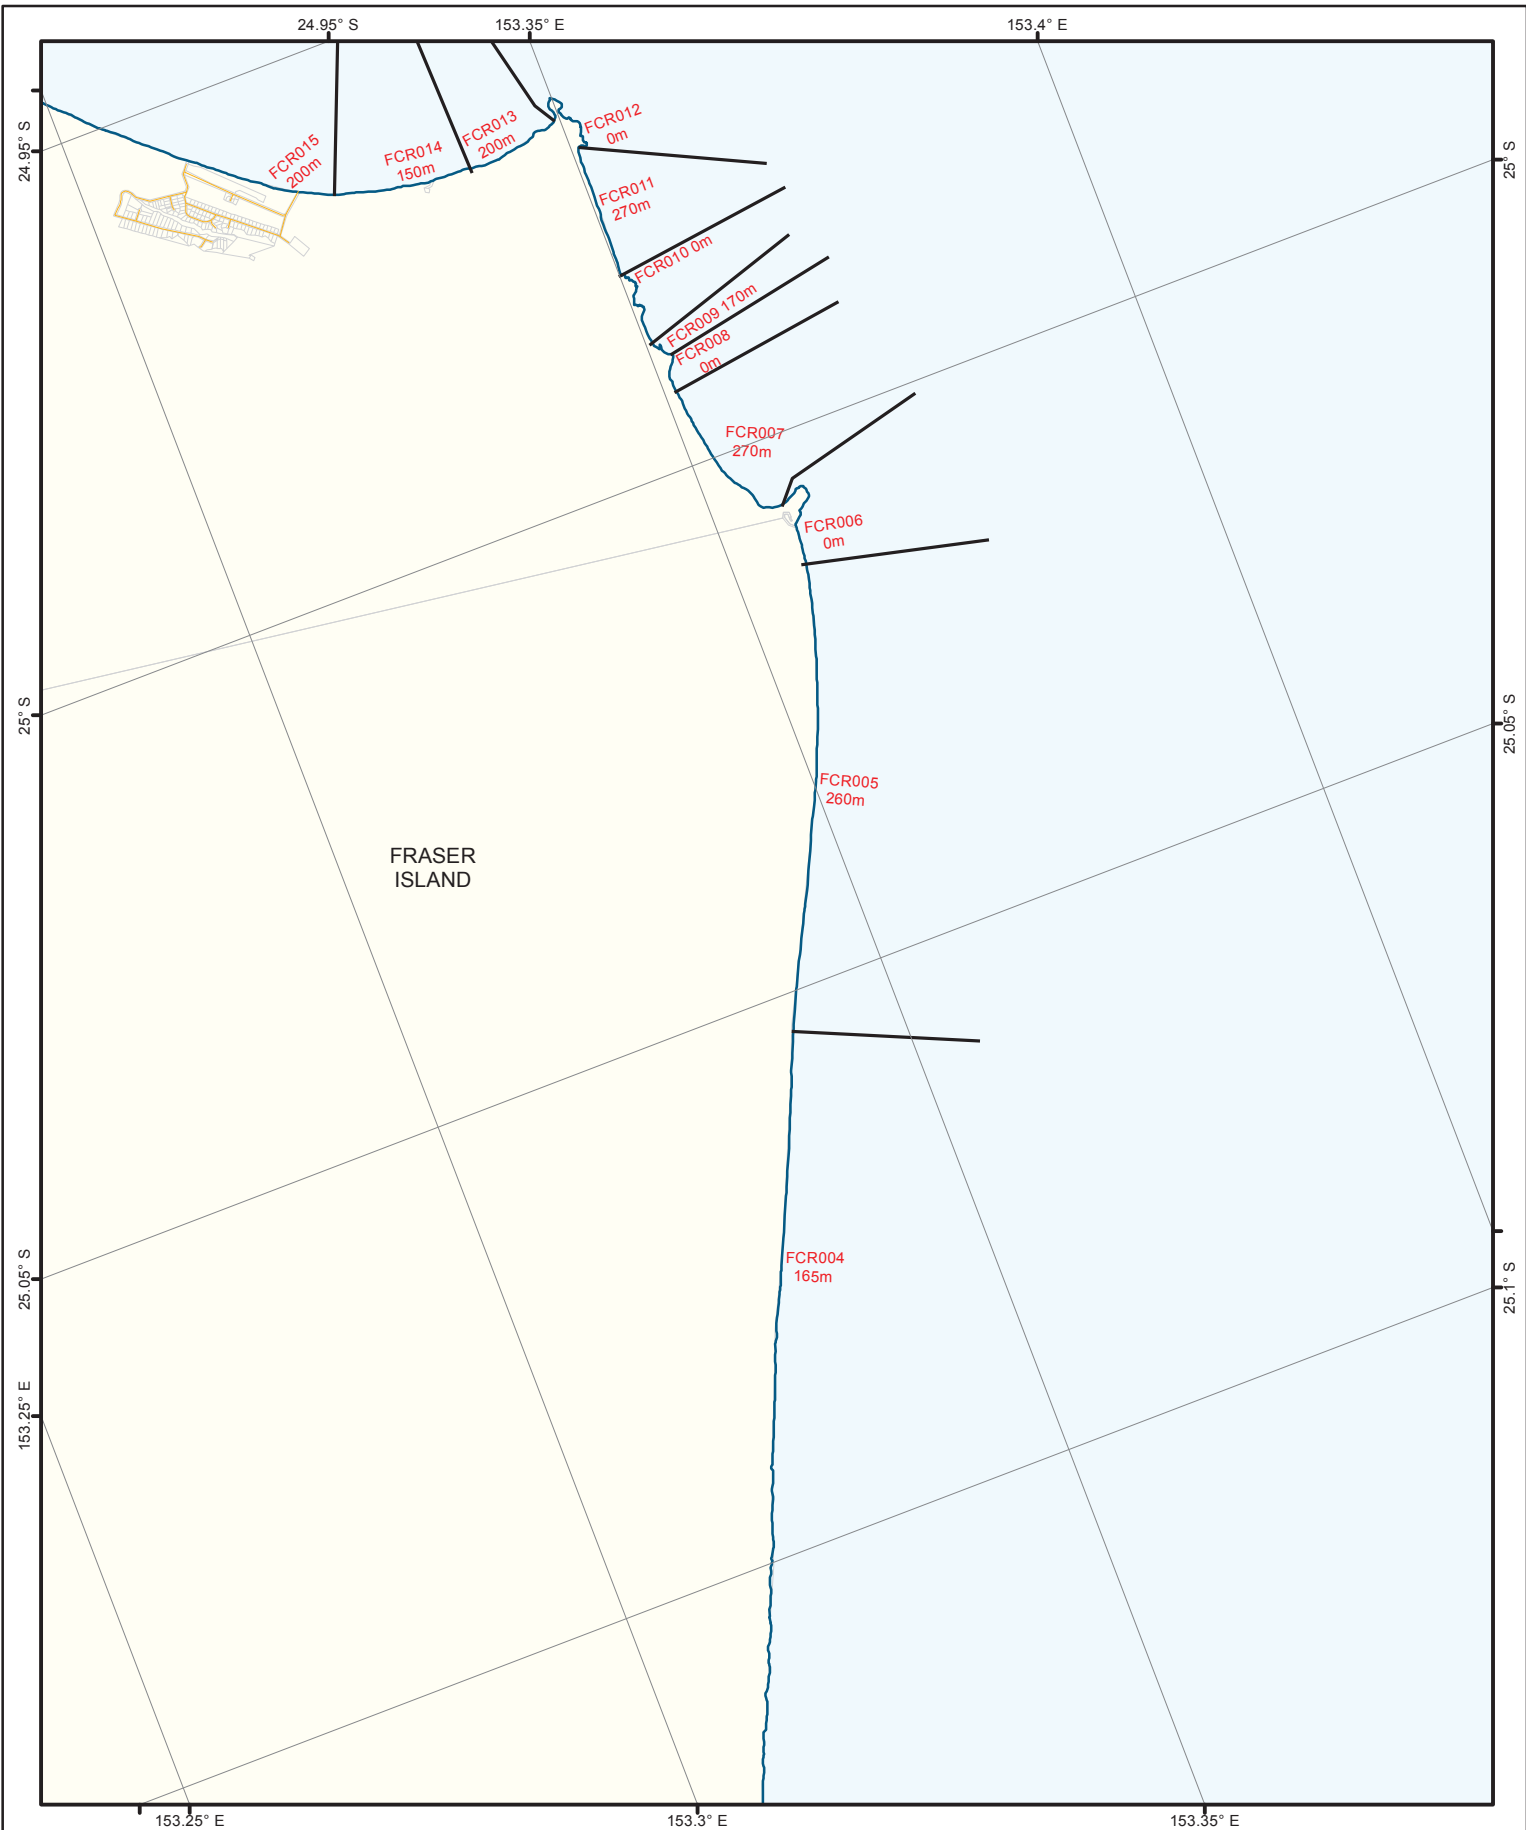 24.95° S
153.35° E
153.4° E
24.95° S
25° S
FCR012
0m
FCR013
200m
FCR015
200m
FCR014
150m
FCR011
270m
FCR010 0m
FCR009 170m
FCR008
0m
FCR007
270m
FCR006
0m
25° S
25.05° S
FCR005
260m
FRASER
ISLAND
25.05° S
FCR004
165m
25.1° S
153.25° E
153.25° E
153.3° E
153.35° E